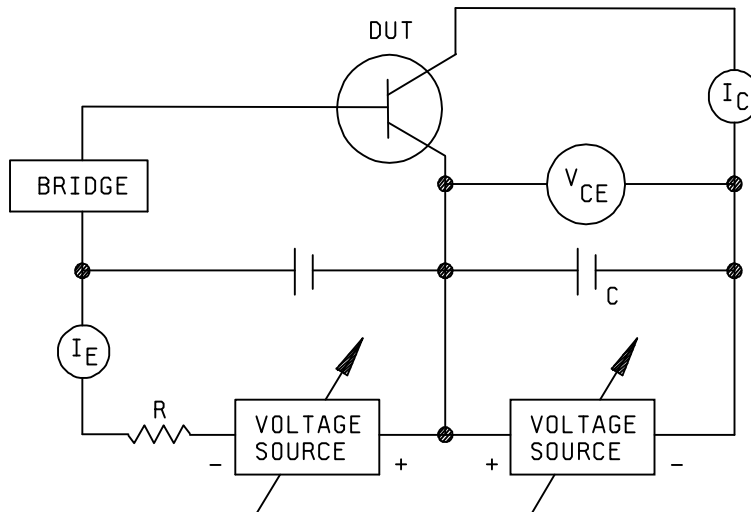 DUT
I_C
BRIDGE
V_CE
C
I_E
R
VOLTAGE
SOURCE
- +
VOLTAGE
SOURCE
+ -